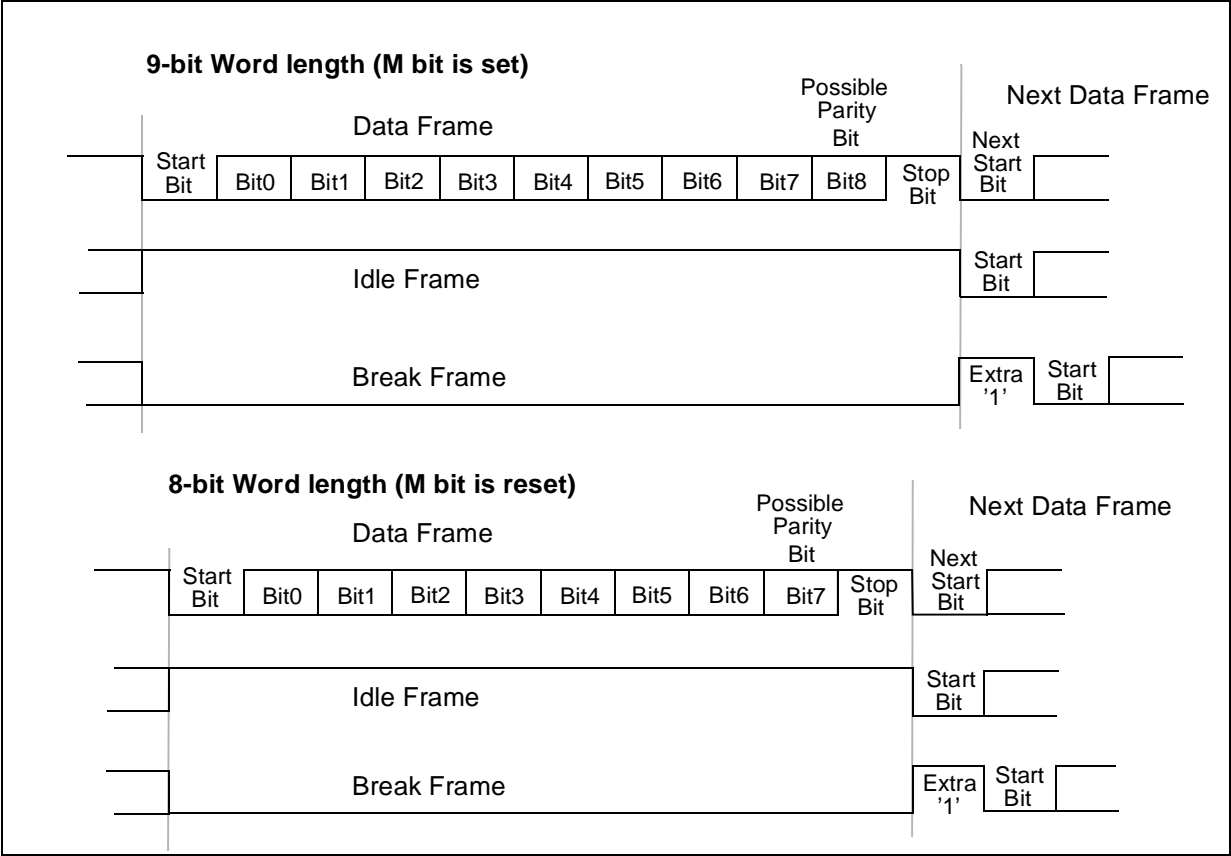 9-bit Word length (M bit is set)
Possible
Parity
Bit
Next Data Frame
Data Frame
Next
Start
Bit
Start
Bit
Bit0
Bit1
Bit2
Bit3
Bit4
Bit5
Bit6
Bit7
Bit8
Stop
Bit
Idle Frame
Start
Bit
Break Frame
Extra
’1’
Start
Bit
8-bit Word length (M bit is reset)
Possible
Parity
Bit
Next Data Frame
Data Frame
Next
Start
Bit
Start
Bit
Bit0
Bit1
Bit2
Bit3
Bit4
Bit5
Bit6
Bit7
Stop
Bit
Idle Frame
Start
Bit
Break Frame
Extra
’1’
Start
Bit